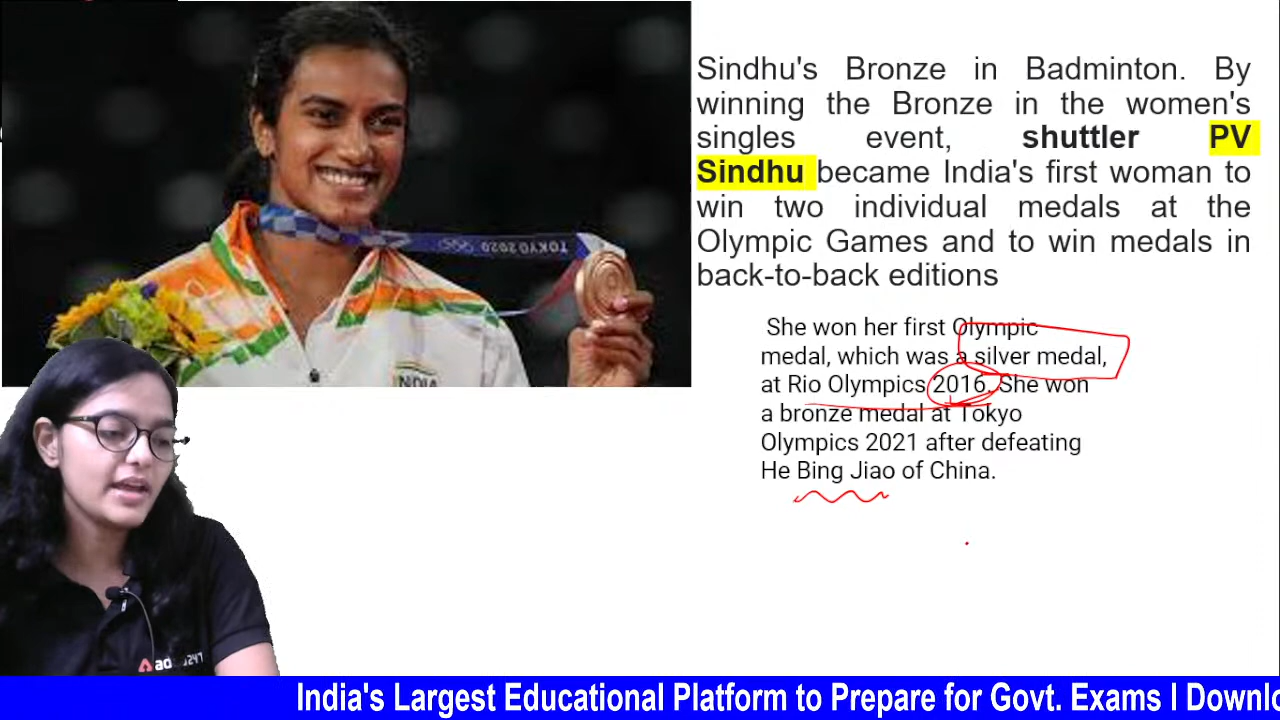 Sindhu's Bronze in Badminton. By
winning the Bronze in the women's
singles event, shuttler PV
Sindhu became India's first woman to
win two individual medals at the
Olympic Games and to win medals in
back-to-back editions
TOKYO 2020
INDIA
She won her first Olympic
medal, which was a silver medal,
at Rio Olympics 2016. She won
a bronze medal at Tokyo
Olympics 2021 after defeating
He Bing Jiao of China.
India's Largest Educational Platform to Prepare for Govt. Exams I Downlo